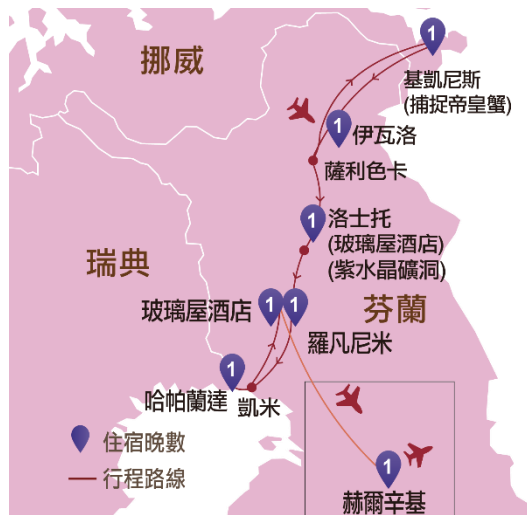 1
挪威
基凱尼斯
(捕捉帝皇蟹)
1
伊瓦洛
薩利色卡
1
洛士托
(玻璃屋酒店)
(紫水晶礦洞)
瑞典
芬蘭
1
1
玻璃屋酒店
羅凡尼米
1
哈帕蘭達
凱米
住宿晚數
行程路線
1
赫爾辛基